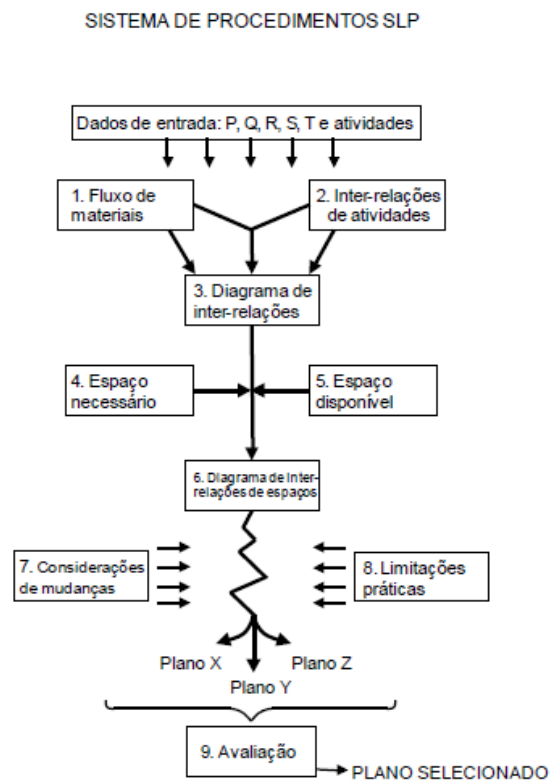 SISTEMA DE PROCEDIMENTOS SLP
Dados de entrada: P, Q, R, S, T e atividades
1. Fluxo de
materiais
2. Inter-relações
de atividades
3. Diagrama de
inter-relações
4. Espaço
necessário
5. Espaço
disponível
6. Diagrama de Inter-
relações de espaços
7. Considerações
de mudanças
8. Limitações
práticas
Plano X
Plano Z
Plano Y
9. Avaliação
PLANO SELECIONADO